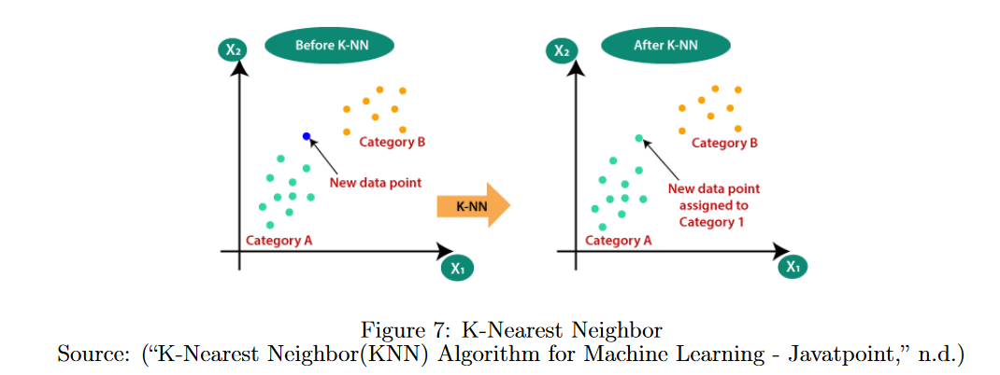 X₂
Before K-NN
Category B
New data point
Category A
X₁
K-NN
X₂
After K-NN
Category B
New data point
assigned to
Category 1
Category A
X₁
Figure 7: K-Nearest Neighbor
Source: (“K-Nearest Neighbor(KNN) Algorithm for Machine Learning - Javatpoint,” n.d.)